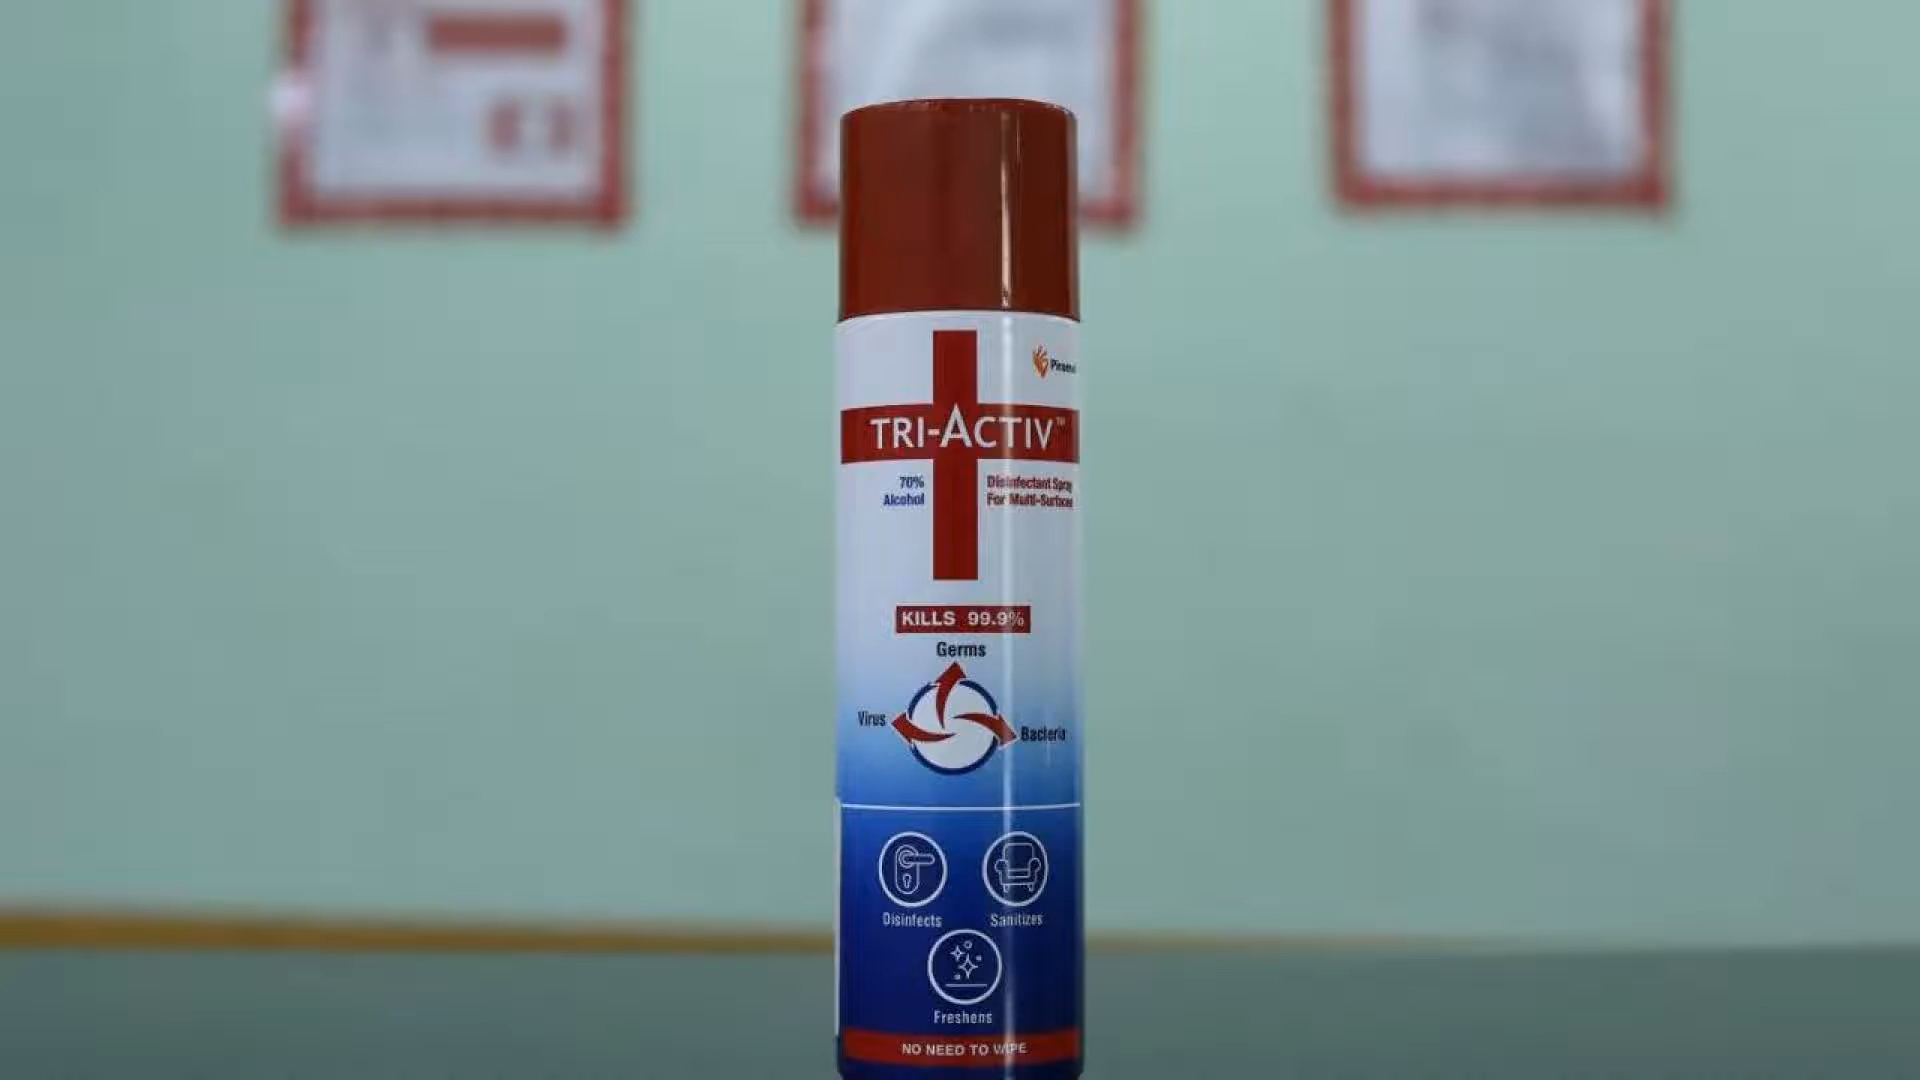 TRI-ACTIV™
70%
Alcohol
Disinfectant Spray
For Multi-Surfaces
KILLS 99.9%
Germs
Virus
Bacteria
Disinfects
Sanitizes
Freshens
NO NEED TO WIPE